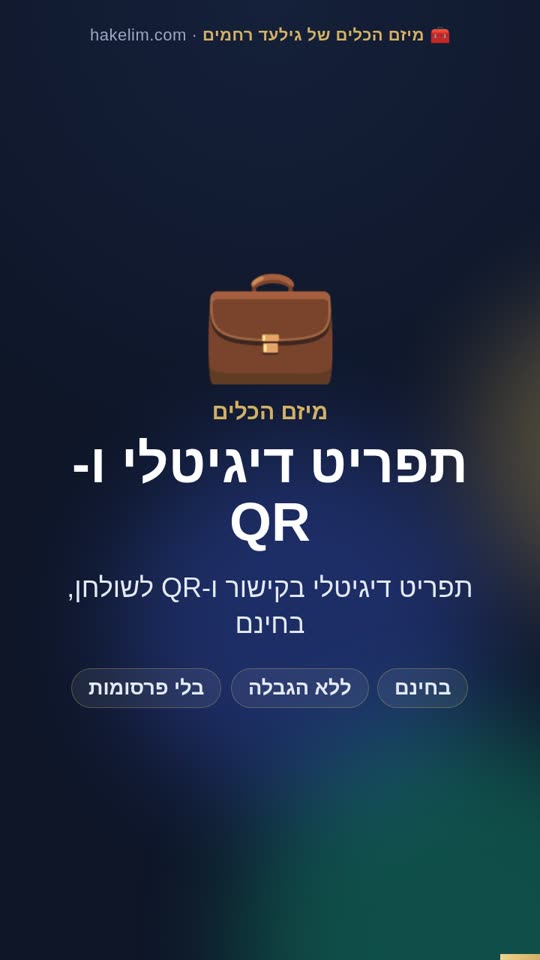 🧰 מיזם הכלים של גילעד רחמים · hakelim.com
מיזם הכלים
תפריט דיגיטלי ו-
QR
תפריט דיגיטלי בקישור ו-QR לשולחן,
בחינם
בחינם
ללא הגבלה
בלי פרסומות